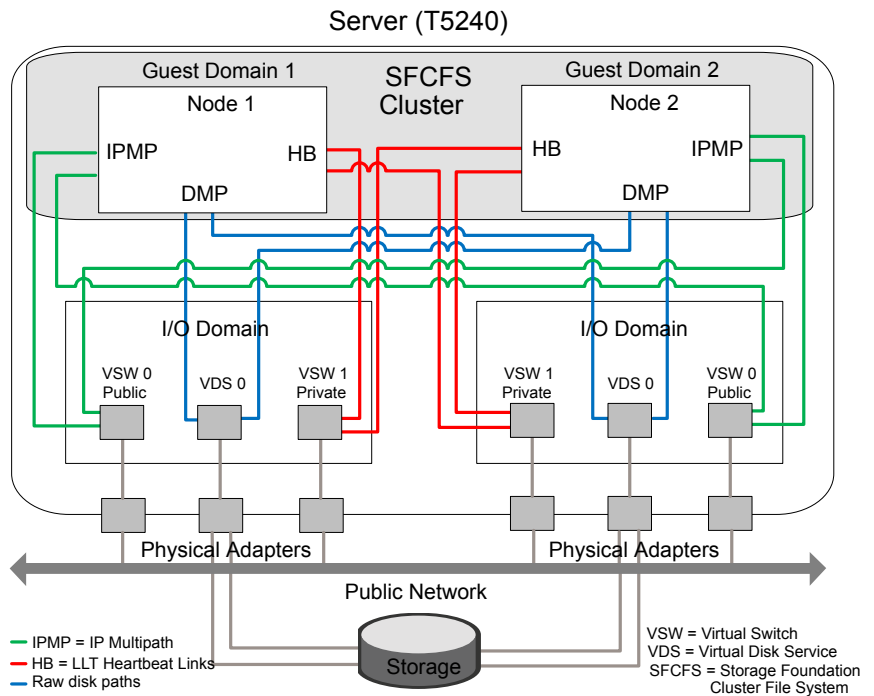 Server (T5240)
Guest Domain 1
SFCFS
Cluster
Guest Domain 2
Node 1
Node 2
IPMP
HB
DMP
HB
IPMP
DMP
I/O Domain
I/O Domain
VSW 0
Public
VDS 0
VSW 1
Private
VSW 1
Private
VDS 0
VSW 0
Public
Physical Adapters
Physical Adapters
Public Network
Storage
IPMP = IP Multipath
HB = LLT Heartbeat Links
Raw disk paths
VSW = Virtual Switch
VDS = Virtual Disk Service
SFCFS = Storage Foundation
Cluster File System